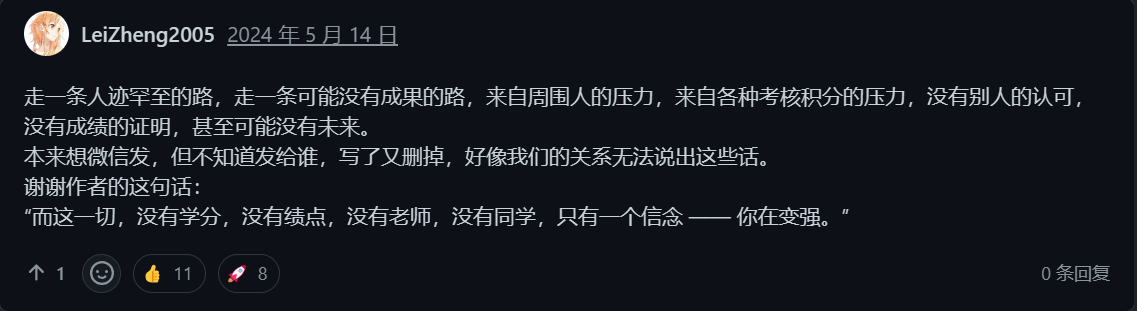 LeiZheng2005 2024 年 5 月 14 日
走一条人迹罕至的路，走一条可能没有成果的路，来自周围人的压力，来自各种考核积分的压力，没有别人的认可，
没有成绩的证明，甚至可能没有未来。
本来想微信发，但不知道发给谁，写了又删掉，好像我们的关系无法说出这些话。
谢谢作者的这句话：
“而这一切，没有学分，没有绩点，没有老师，没有同学，只有一个信念 —— 你在变强。”
1 11 8 0 条回复